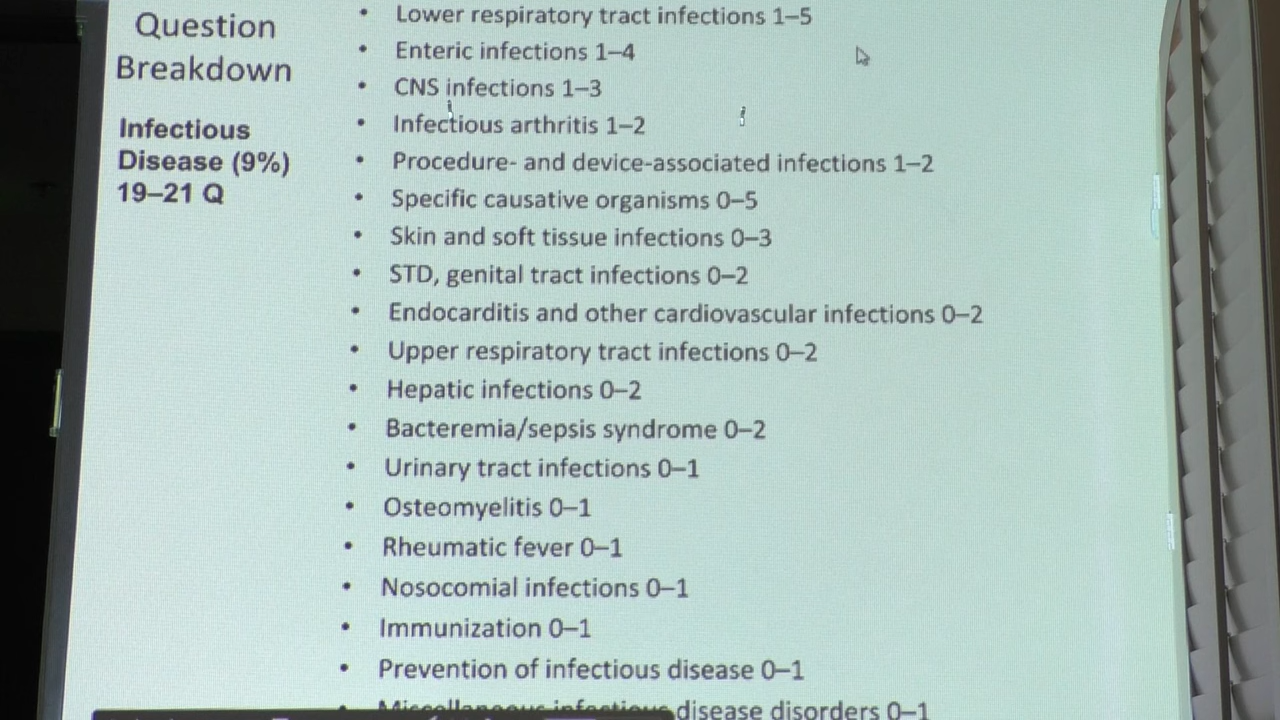 Question
Breakdown
Infectious
Disease (9%)
19–21 Q
• Lower respiratory tract infections 1–5
• Enteric infections 1–4
• CNS infections 1–3
• Infectious arthritis 1–2
• Procedure- and device-associated infections 1–2
• Specific causative organisms 0–5
• Skin and soft tissue infections 0–3
• STD, genital tract infections 0–2
• Endocarditis and other cardiovascular infections 0–2
• Upper respiratory tract infections 0–2
• Hepatic infections 0–2
• Bacteremia/sepsis syndrome 0–2
• Urinary tract infections 0–1
• Osteomyelitis 0–1
• Rheumatic fever 0–1
• Nosocomial infections 0–1
• Immunization 0–1
• Prevention of infectious disease 0–1
• Miscellaneous infectious disease disorders 0–1